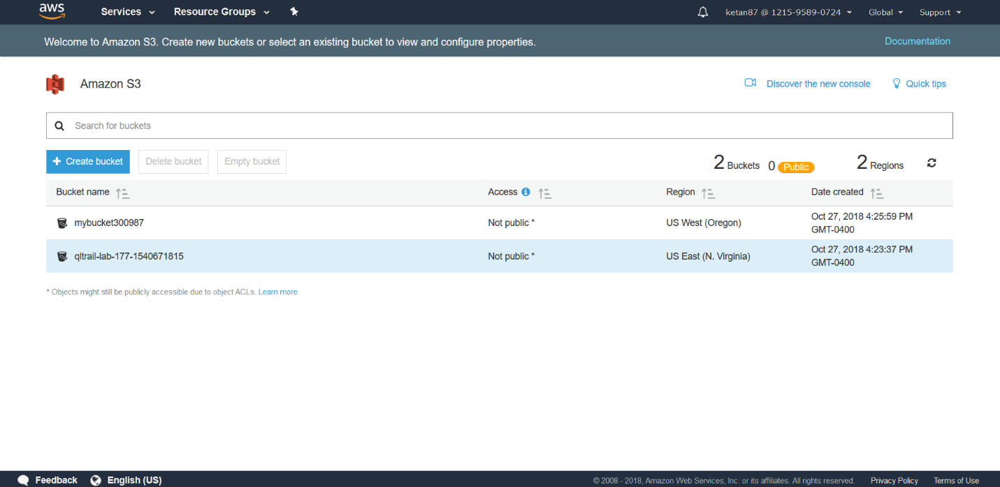 aws Services Resource Groups ketan87 @ 1215-9589-0724 Global Support
Welcome to Amazon S3. Create new buckets or select an existing bucket to view and configure properties. Documentation
Amazon S3 Discover the new console Quick tips
Search for buckets
+ Create bucket Delete bucket Empty bucket 2 Buckets 0 Public 2 Regions
Bucket name Access Region Date created
mybucket300987 Not public * US West (Oregon) Oct 27, 2018 4:25:59 PM
GMT-0400
qltrail-lab-177-1540671815 Not public * US East (N. Virginia) Oct 27, 2018 4:23:37 PM
GMT-0400
* Objects might still be publicly accessible due to object ACLs. Learn more
Feedback English (US) © 2008 - 2018, Amazon Web Services, Inc. or its affiliates. All rights reserved. Privacy Policy Terms of Use